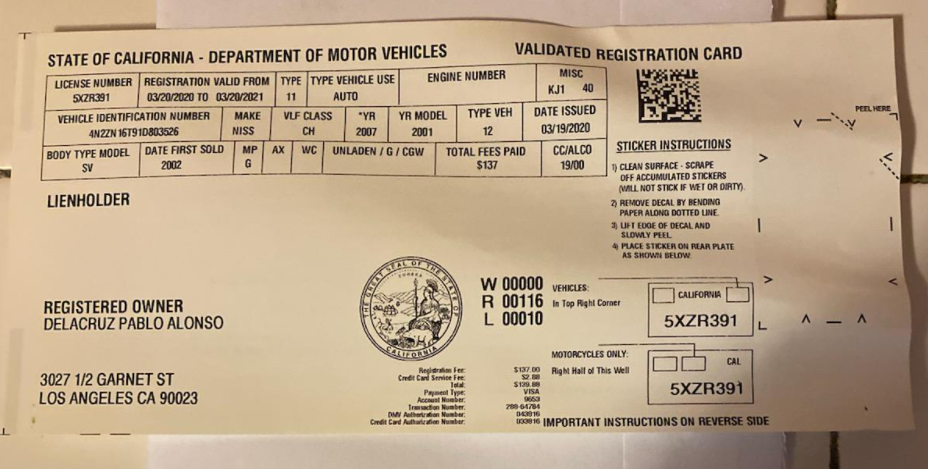 STATE OF CALIFORNIA - DEPARTMENT OF MOTOR VEHICLES
VALIDATED REGISTRATION CARD
LICENSE NUMBER REGISTRATION VALID FROM TYPE TYPE VEHICLE USE ENGINE NUMBER MISC
5XZR391 03/20/2020 TO 03/20/2021 11 AUTO KJ1 40
VEHICLE IDENTIFICATION NUMBER MAKE VLF CLASS *YR YR MODEL TYPE VEH DATE ISSUED
4N2ZN16T91D803526 NISS CH 2007 2001 12 03/19/2020
BODY TYPE MODEL DATE FIRST SOLD MP AX WC UNLADEN / G / CGW TOTAL FEES PAID CC/ALCO
SV 2002 G $137 19/00
PEEL HERE
STICKER INSTRUCTIONS
1) CLEAN SURFACE - SCRAPE
OFF ACCUMULATED STICKERS
(WILL NOT STICK IF WET OR DIRTY).
2) REMOVE DECAL BY BENDING
PAPER ALONG DOTTED LINE.
3) LIFT EDGE OF DECAL AND
SLOWLY PEEL.
4) PLACE STICKER ON REAR PLATE
AS SHOWN BELOW.
LIENHOLDER
REGISTERED OWNER
DELACRUZ PABLO ALONSO
3027 1/2 GARNET ST
LOS ANGELES CA 90023
THE GREAT SEAL OF THE STATE OF CALIFORNIA
EUREKA
W 00000
R 00116
L 00010
VEHICLES:
In Top Right Corner
CALIFORNIA
5XZR391
MOTORCYCLES ONLY:
Right Half of This Well
CAL
5XZR391
Registration Fee: $137.00
Credit Card Service Fee: $2.88
Total: $139.88
Payment Type: VISA
Account Number: 9653
Transaction Number: 288-64784
DMV Authorization Number: 043816
Credit Card Authorization Number: 033816
IMPORTANT INSTRUCTIONS ON REVERSE SIDE